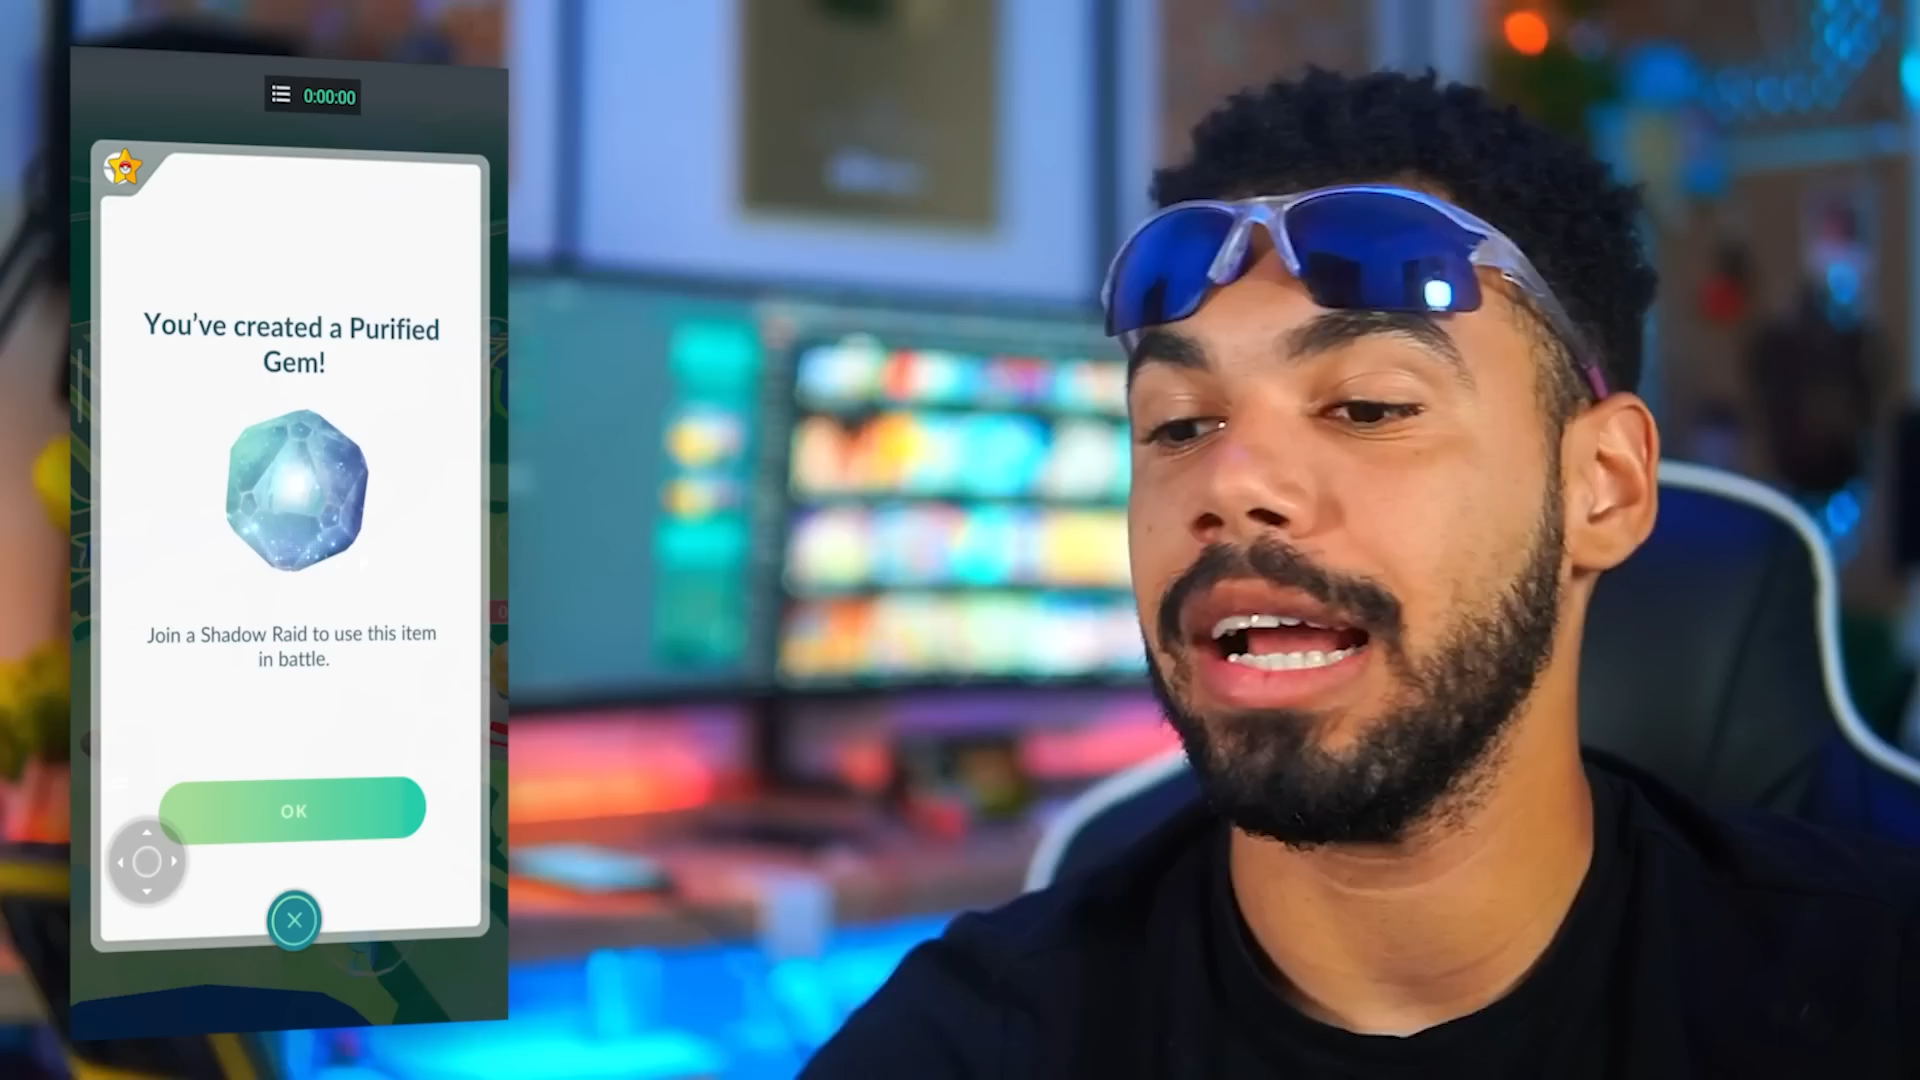 0:00:00
You've created a Purified
Gem!
Join a Shadow Raid to use this item
in battle.
OK